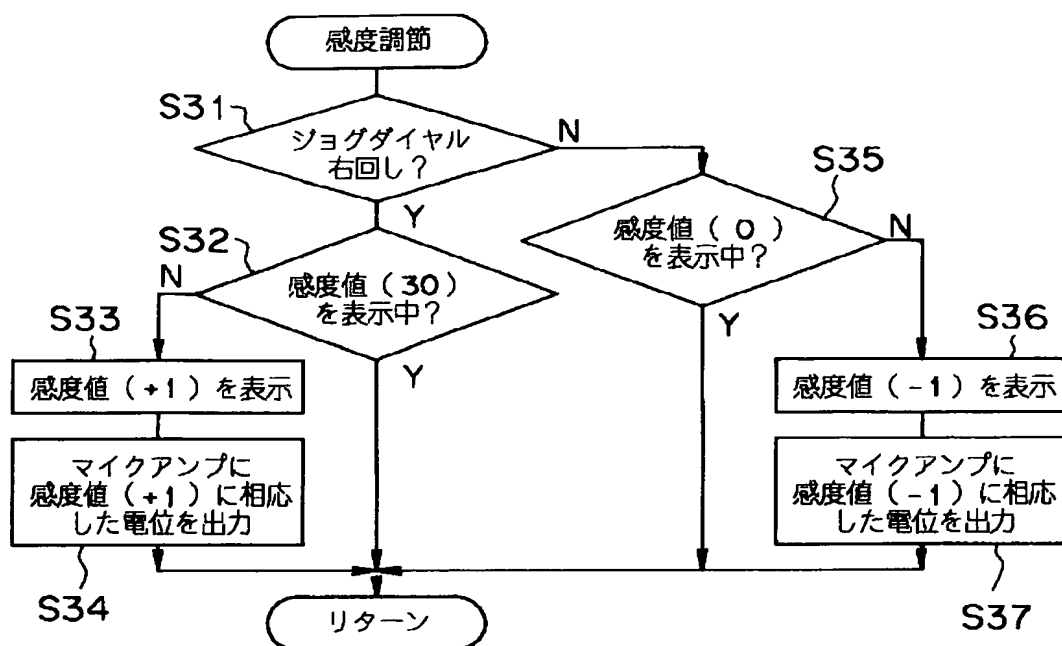 感度調節
S31
ジョグダイヤル
右回し？
N
Y
S35
感度値（0）
を表示中？
N
Y
S32
感度値（30）
を表示中？
N
Y
S33
感度値（+1）を表示
S34
マイクアンプに
感度値（+1）に相応
した電位を出力
S36
感度値（-1）を表示
マイクアンプに
感度値（-1）に相応
した電位を出力
S37
リターン